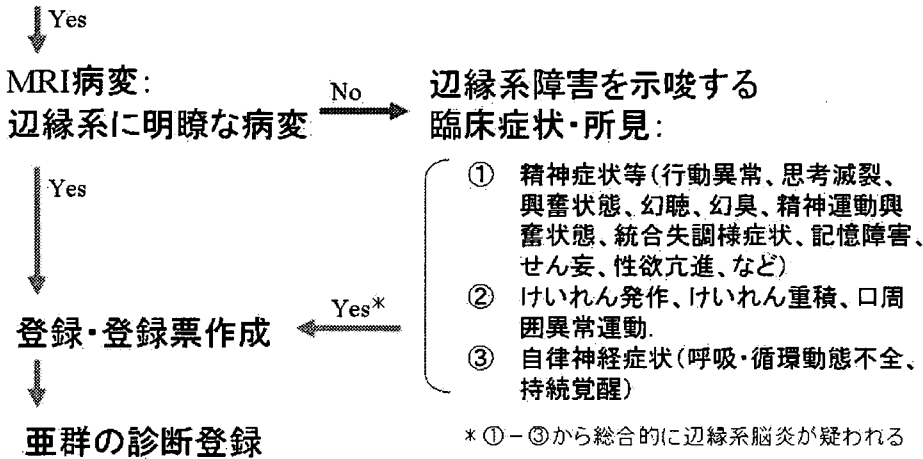 Yes
MRI病変:
辺縁系に明瞭な病変
No
辺縁系障害を示唆する
臨床症状・所見:
① 精神症状等(行動異常、思考滅裂、
興奮状態、幻聴、幻臭、精神運動興
奮状態、統合失調様症状、記憶障害、
せん妄、性欲亢進、など)
② けいれん発作、けいれん重積、口周
囲異常運動.
③ 自律神経症状(呼吸・循環動態不全、
持続覚醒)
Yes
Yes*
登録・登録票作成
亜群の診断登録
*①-③から総合的に辺縁系脳炎が疑われる